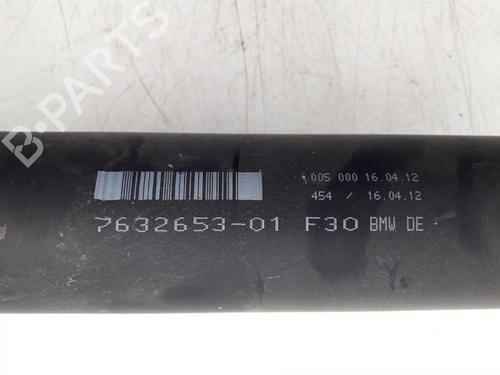 B-PARTS
005 000 16.04.12
454 / 16.04.12
7632653-01 F30 BMW DE